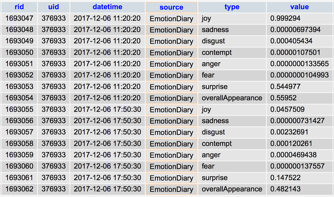 rid uid datetime source type value
1693047 376933 2017-12-06 11:20:20 EmotionDiary joy 0.999294
1693048 376933 2017-12-06 11:20:20 EmotionDiary sadness 0.00000697394
1693049 376933 2017-12-06 11:20:20 EmotionDiary disgust 0.00405434
1693050 376933 2017-12-06 11:20:20 EmotionDiary contempt 0.00000107501
1693051 376933 2017-12-06 11:20:20 EmotionDiary anger 0.000000133565
1693052 376933 2017-12-06 11:20:20 EmotionDiary fear 0.000000104993
1693053 376933 2017-12-06 11:20:20 EmotionDiary surprise 0.544977
1693054 376933 2017-12-06 11:20:20 EmotionDiary overallAppearance 0.55952
1693055 376933 2017-12-06 17:50:30 EmotionDiary joy 0.0457509
1693056 376933 2017-12-06 17:50:30 EmotionDiary sadness 0.000000731427
1693057 376933 2017-12-06 17:50:30 EmotionDiary disgust 0.00232691
1693058 376933 2017-12-06 17:50:30 EmotionDiary contempt 0.000120261
1693059 376933 2017-12-06 17:50:30 EmotionDiary anger 0.0000469438
1693060 376933 2017-12-06 17:50:30 EmotionDiary fear 0.000000137557
1693061 376933 2017-12-06 17:50:30 EmotionDiary surprise 0.147522
1693062 376933 2017-12-06 17:50:30 EmotionDiary overallAppearance 0.482143